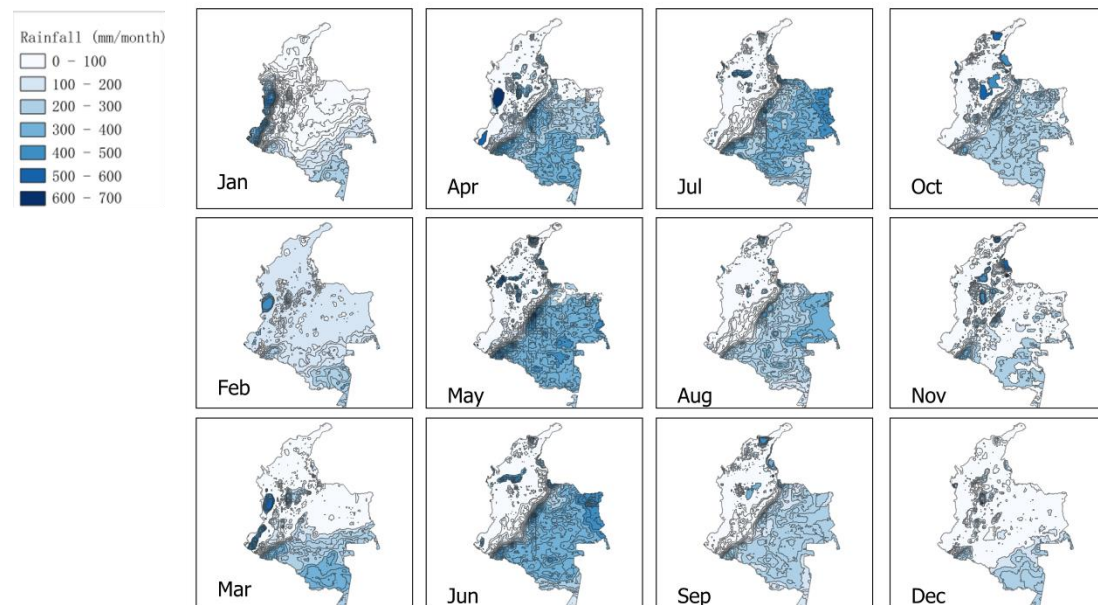 Rainfall (mm/month)
0 - 100
100 - 200
200 - 300
300 - 400
400 - 500
500 - 600
600 - 700
Jan
Apr
Jul
Oct
Feb
May
Aug
Nov
Mar
Jun
Sep
Dec